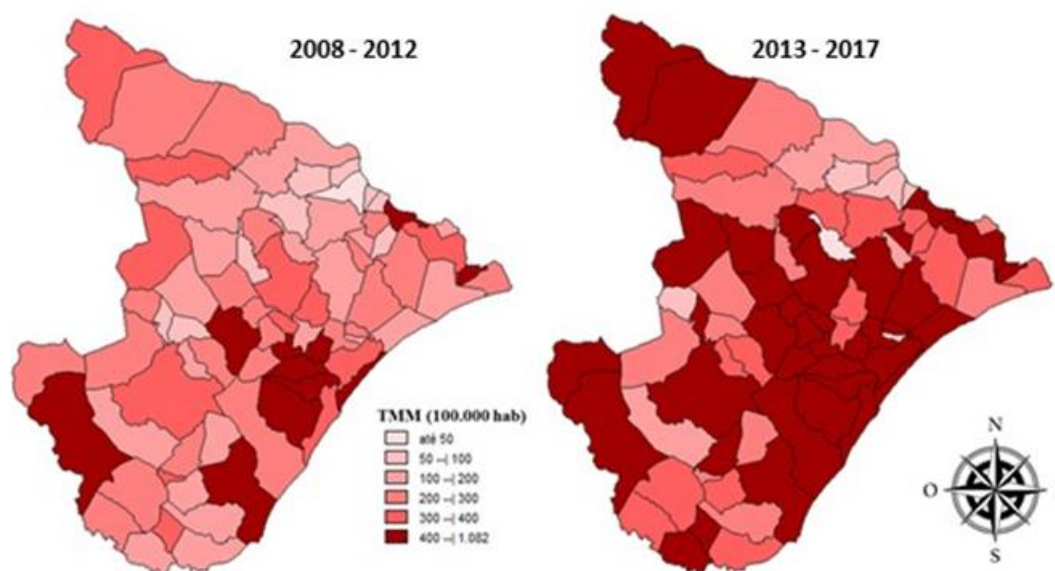 2008 - 2012
2013 - 2017
TMM (100.000 hab)
até 50
50 --| 100
100 --| 200
200 --| 300
300 --| 400
400 --| 1.082
N
O
S